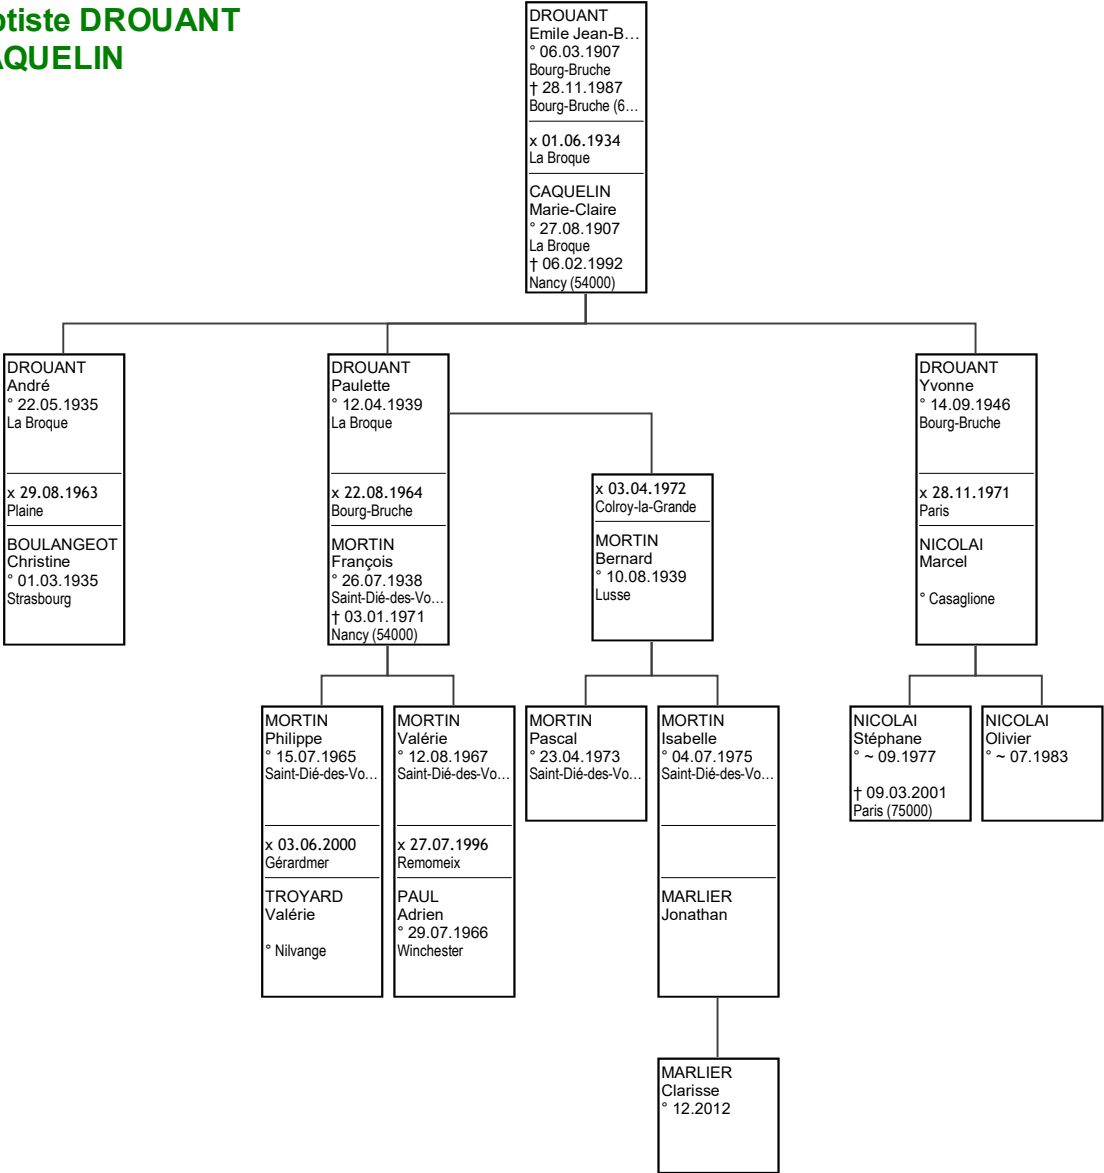 ptiste DROUANT
AQUELIN
DROUANT
Emile Jean-B…
° 06.03.1907
Bourg-Bruche
† 28.11.1987
Bourg-Bruche (6…
x 01.06.1934
La Broque
CAQUELIN
Marie-Claire
° 27.08.1907
La Broque
† 06.02.1992
Nancy (54000)
DROUANT
André
° 22.05.1935
La Broque
x 29.08.1963
Plaine
BOULANGEOT
Christine
° 01.03.1935
Strasbourg
DROUANT
Paulette
° 12.04.1939
La Broque
x 22.08.1964
Bourg-Bruche
MORTIN
François
° 26.07.1938
Saint-Dié-des-Vo…
† 03.01.1971
Nancy (54000)
x 03.04.1972
Colroy-la-Grande
MORTIN
Bernard
° 10.08.1939
Lusse
DROUANT
Yvonne
° 14.09.1946
Bourg-Bruche
x 28.11.1971
Paris
NICOLAI
Marcel
° Casaglione
MORTIN
Philippe
° 15.07.1965
Saint-Dié-des-Vo…
x 03.06.2000
Gérardmer
TROYARD
Valérie
° Nilvange
MORTIN
Valérie
° 12.08.1967
Saint-Dié-des-Vo…
x 27.07.1996
Remomeix
PAUL
Adrien
° 29.07.1966
Winchester
MORTIN
Pascal
° 23.04.1973
Saint-Dié-des-Vo…
MORTIN
Isabelle
° 04.07.1975
Saint-Dié-des-Vo…
MARLIER
Jonathan
NICOLAI
Stéphane
° ~ 09.1977
† 09.03.2001
Paris (75000)
NICOLAI
Olivier
° ~ 07.1983
MARLIER
Clarisse
° 12.2012